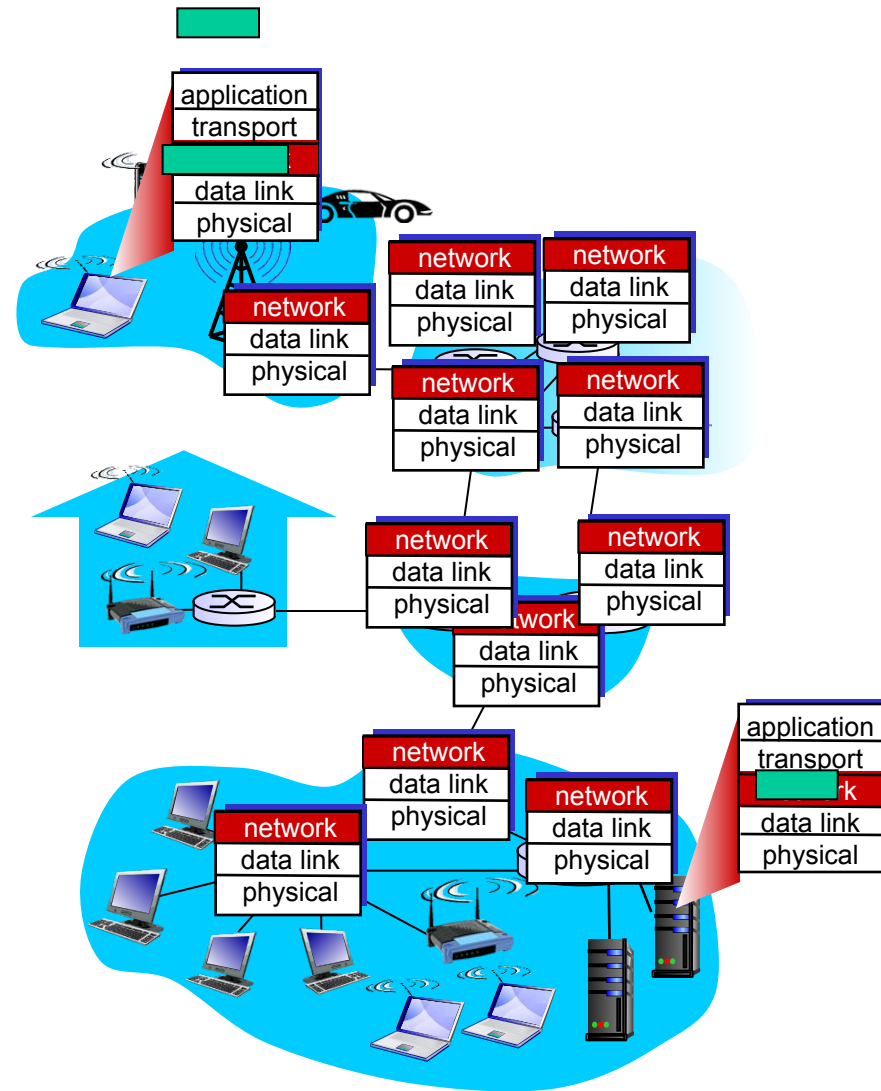 application
transport
data link
physical
network
data link
physical
network
data link
physical
network
data link
physical
network
data link
physical
network
data link
physical
network
data link
physical
network
data link
physical
data link
physical
application
transport
data link
physical
network
data link
physical
network
data link
physical
network
data link
physical